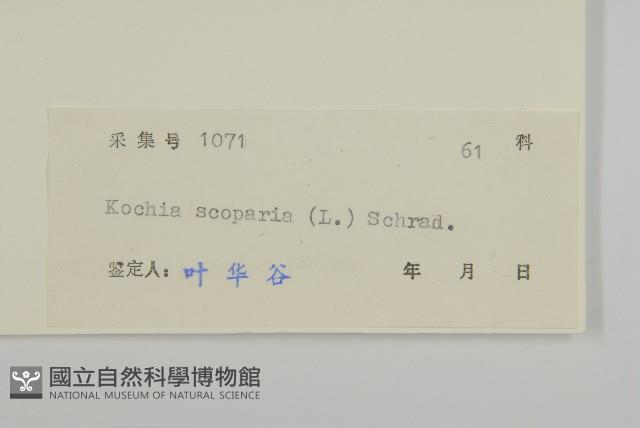 采集号 1071 61 科
Kochia scoparia (L.) Schrad.
鉴定人: 叶华谷 年 月 日
國立自然科學博物館
NATIONAL MUSEUM OF NATURAL SCIENCE